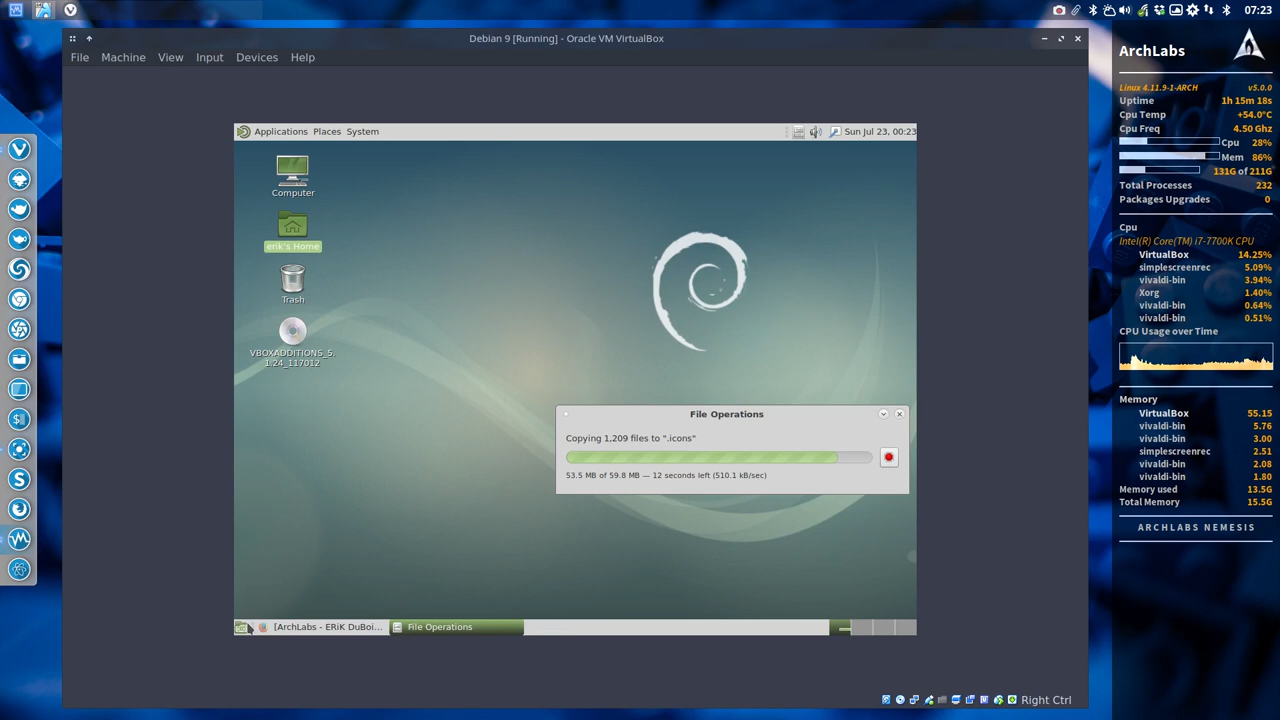 07:23
Debian 9 [Running] - Oracle VM VirtualBox
File Machine View Input Devices Help
Applications Places System
Sun Jul 23, 00:23
Computer
erik's Home
Trash
VBOXADDITIONS_5.
1.24_117012
File Operations
Copying 1,209 files to ".icons"
53.5 MB of 59.8 MB — 12 seconds left (510.1 kB/sec)
[ArchLabs - ERiK DuBoi...
File Operations
Right Ctrl
ArchLabs
Linux 4.11.9-1-ARCH v5.0.0
Uptime 1h 15m 18s
Cpu Temp +54.0°C
Cpu Freq 4.50 Ghz
Cpu 28%
Mem 86%
131G of 211G
Total Processes 232
Packages Upgrades 0
Cpu
Intel(R) Core(TM) i7-7700K CPU
VirtualBox 14.25%
simplescreenrec 5.09%
vivaldi-bin 3.94%
Xorg 1.40%
vivaldi-bin 0.64%
vivaldi-bin 0.51%
CPU Usage over Time
Memory
VirtualBox 55.15
vivaldi-bin 5.76
vivaldi-bin 3.00
simplescreenrec 2.51
vivaldi-bin 2.08
vivaldi-bin 1.80
Memory used 13.5G
Total Memory 15.5G
ARCHLABS NEMESIS